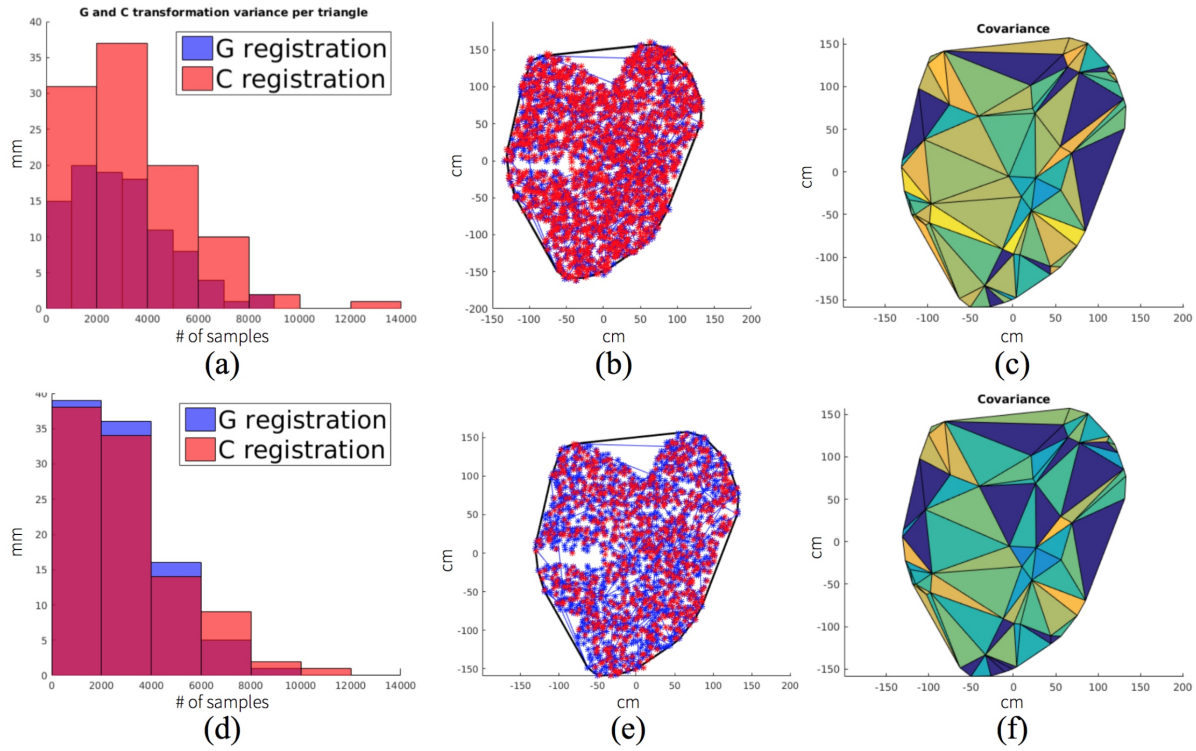 G and C transformation variance per triangle
40
35
30
25
20
15
10
5
0
mm
G registration
C registration
0 2000 4000 6000 8000 10000 12000 14000
# of samples
(a)
150
100
50
0
-50
-100
-150
-200
cm
-150 -100 -50 0 50 100 150 200
cm
(b)
Covariance
150
100
50
0
-50
-100
-150
cm
-150 -100 -50 0 50 100 150 200
cm
(c)
40
35
30
25
20
15
10
5
0
mm
G registration
C registration
0 2000 4000 6000 8000 10000 12000 14000
# of samples
(d)
150
100
50
0
-50
-100
-150
cm
-150 -100 -50 0 50 100 150 200
cm
(e)
Covariance
150
100
50
0
-50
-100
-150
cm
-150 -100 -50 0 50 100 150 200
cm
(f)